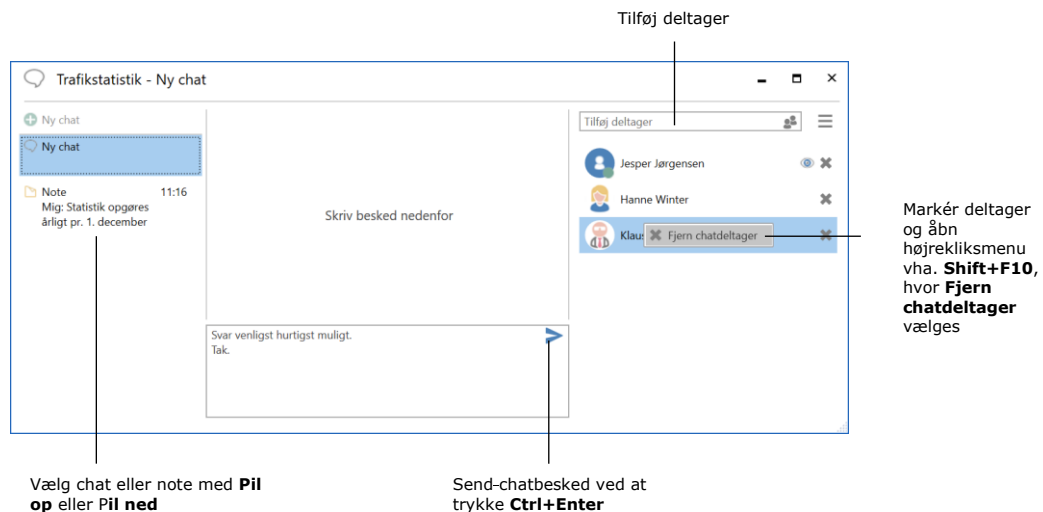 Tilføj deltager
Trafikstatistik - Ny chat
Ny chat
Ny chat
Note 11:16
Mig: Statistik opgøres
årligt pr. 1. december
Skriv besked nedenfor
Svar venligst hurtigst muligt.
Tak.
Tilføj deltager
Jesper Jørgensen
Hanne Winter
Klaus
Fjern chatdeltager
Markér deltager
og åbn
højrekliksmenu
vha. Shift+F10,
hvor Fjern
chatdeltager
vælges
Vælg chat eller note med Pil
op eller Pil ned
Send-chatbesked ved at
trykke Ctrl+Enter